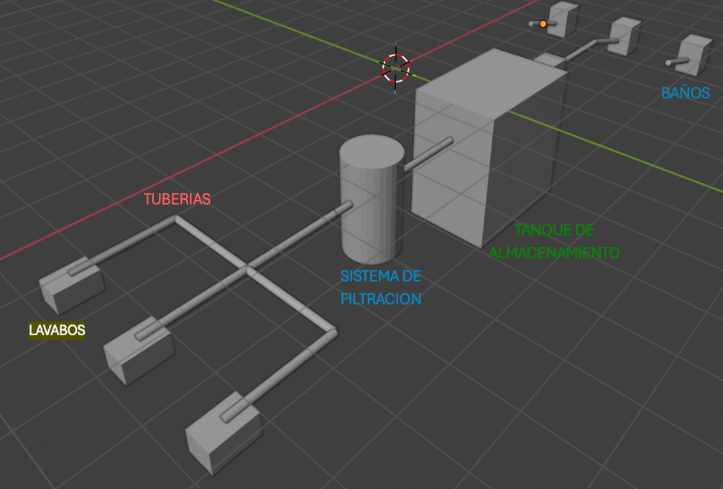 BAÑOS
TUBERIAS
TANQUE DE
ALMACENAMIENTO
SISTEMA DE
FILTRACION
LAVABOS